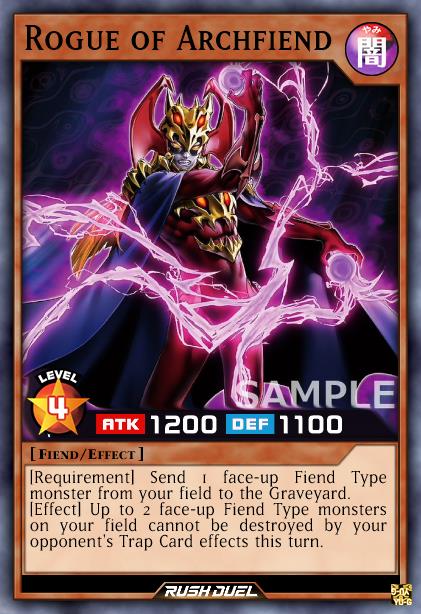 Rogue of Archfiend
やみ
闇
SAMPLE
LEVEL
4
ATK 1200 DEF 1100
[Fiend/Effect]
[Requirement] Send 1 face-up Fiend Type
monster from your field to the Graveyard.
[Effect] Up to 2 face-up Fiend Type monsters
on your field cannot be destroyed by your
opponent's Trap Card effects this turn.
RUSH DUEL